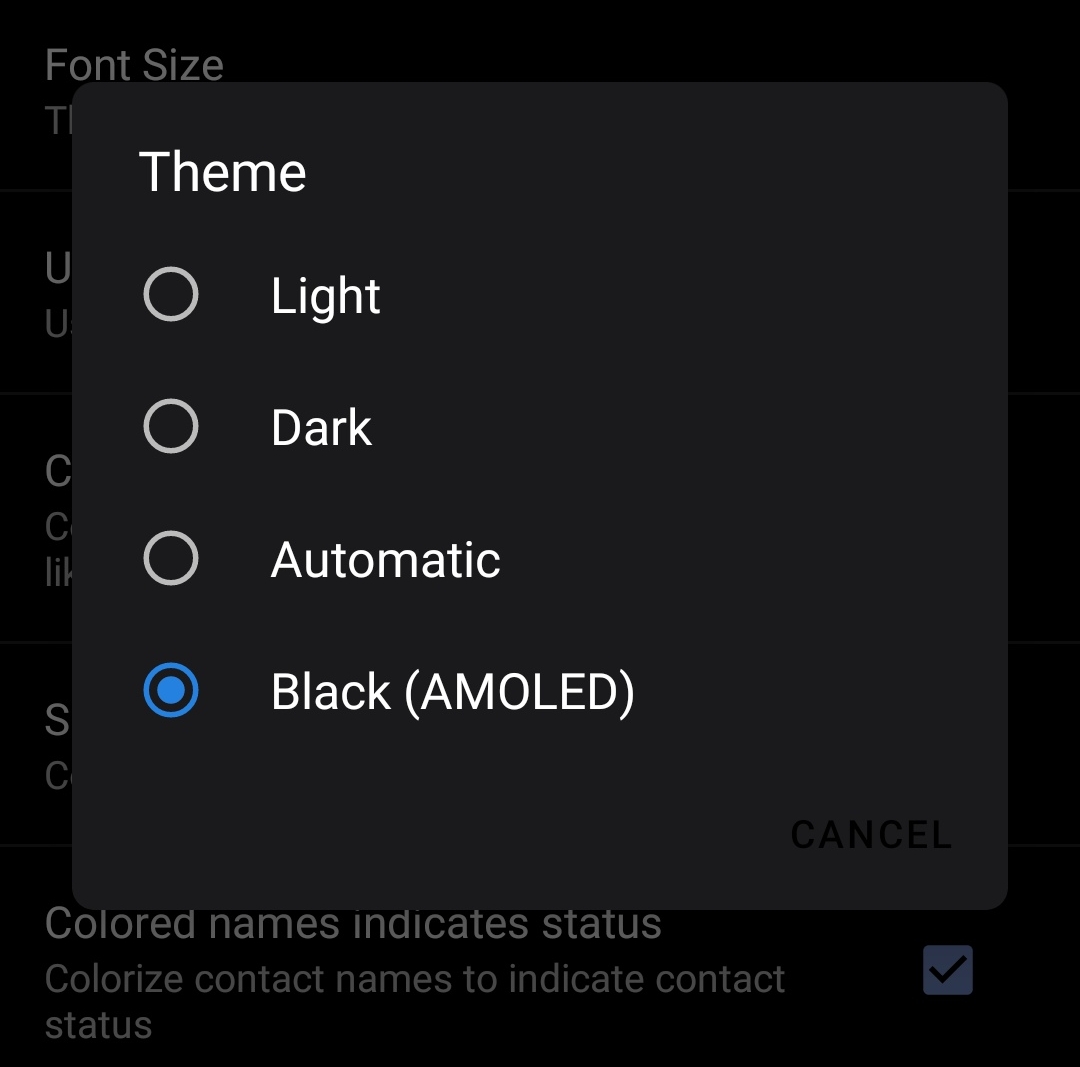 Font Size
Theme
Light
Dark
Automatic
Black (AMOLED)
CANCEL
Colored names indicates status
Colorize contact names to indicate contact
status